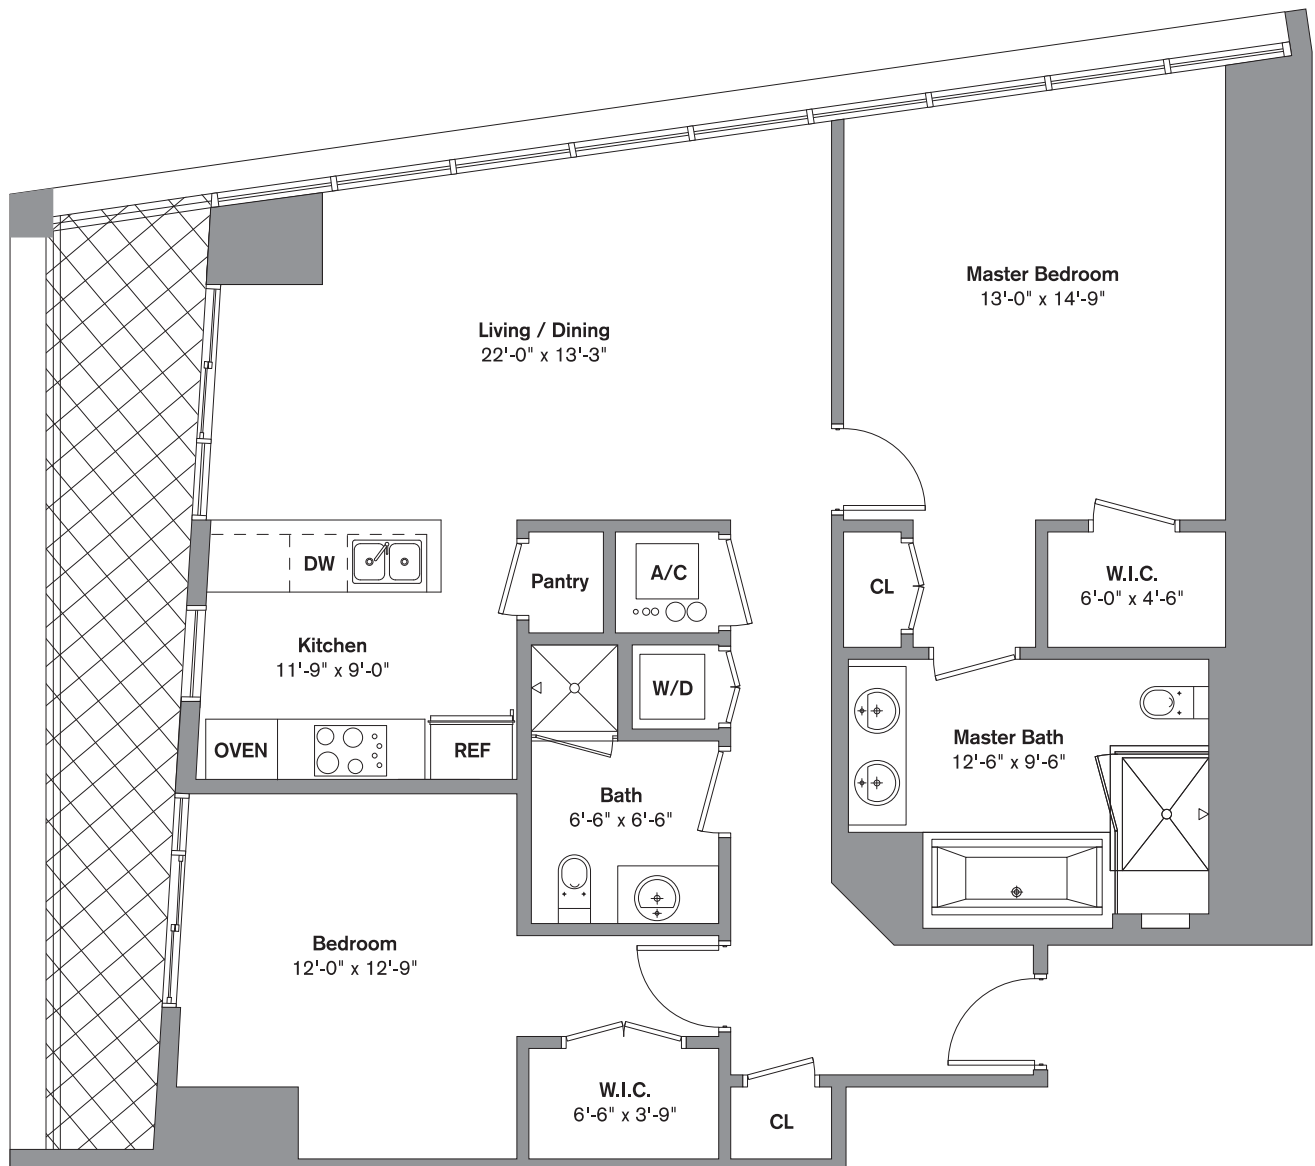 Master Bedroom
13'-0" x 14'-9"
Living / Dining
22'-0" x 13'-3"
DW
Pantry
A/C
CL
W.I.C.
6'-0" x 4'-6"
Kitchen
11'-9" x 9'-0"
W/D
OVEN
REF
Master Bath
12'-6" x 9'-6"
Bath
6'-6" x 6'-6"
Bedroom
12'-0" x 12'-9"
W.I.C.
6'-6" x 3'-9"
CL